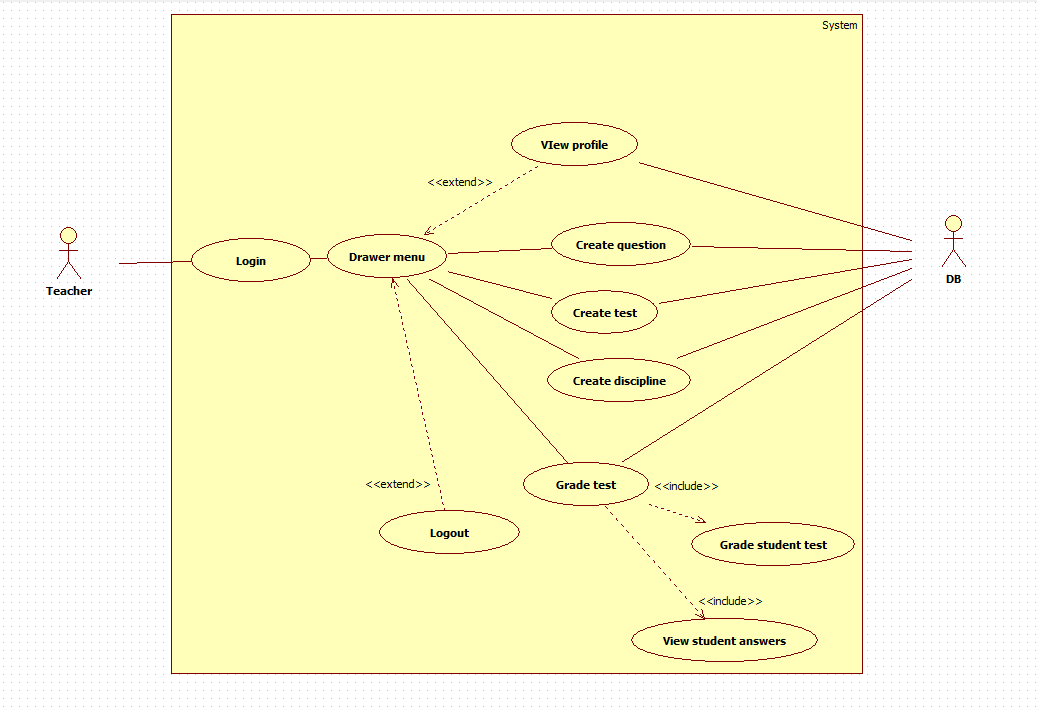 System
VIew profile
<<extend>>
Create question
Login
Drawer menu
Teacher
DB
Create test
Create discipline
<<extend>>
Grade test
<<include>>
Logout
Grade student test
<<include>>
View student answers